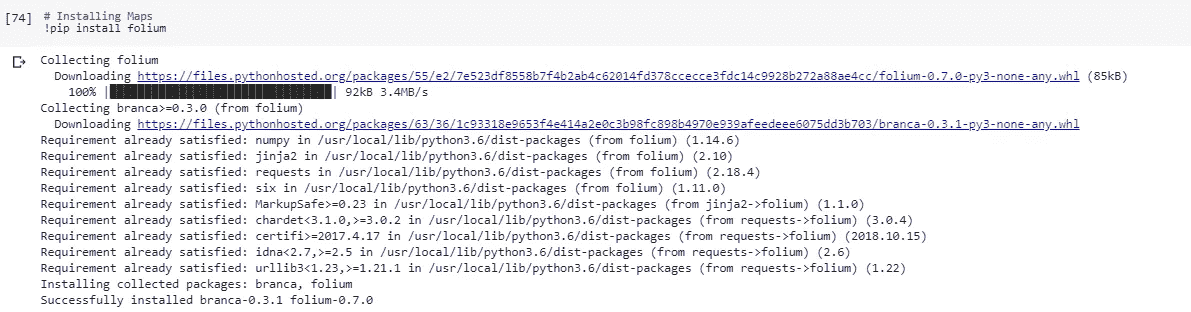 [74] # Installing Maps
!pip install folium
Collecting folium
Downloading https://files.pythonhosted.org/packages/55/e2/7e523df8558b7f4b2ab4c62014fd378ccecce3fdc14c9928b272a88ae4cc/folium-0.7.0-py3-none-any.whl (85kB)
100% |████████████████████████████████| 92kB 3.4MB/s
Collecting branca>=0.3.0 (from folium)
Downloading https://files.pythonhosted.org/packages/63/36/1c93318e9653f4e414a2e0c3b98fc898b4970e939afeedeee6075dd3b703/branca-0.3.1-py3-none-any.whl
Requirement already satisfied: numpy in /usr/local/lib/python3.6/dist-packages (from folium) (1.14.6)
Requirement already satisfied: jinja2 in /usr/local/lib/python3.6/dist-packages (from folium) (2.10)
Requirement already satisfied: requests in /usr/local/lib/python3.6/dist-packages (from folium) (2.18.4)
Requirement already satisfied: six in /usr/local/lib/python3.6/dist-packages (from folium) (1.11.0)
Requirement already satisfied: MarkupSafe>=0.23 in /usr/local/lib/python3.6/dist-packages (from jinja2->folium) (1.1.0)
Requirement already satisfied: chardet<3.1.0,>=3.0.2 in /usr/local/lib/python3.6/dist-packages (from requests->folium) (3.0.4)
Requirement already satisfied: certifi>=2017.4.17 in /usr/local/lib/python3.6/dist-packages (from requests->folium) (2018.10.15)
Requirement already satisfied: idna<2.7,>=2.5 in /usr/local/lib/python3.6/dist-packages (from requests->folium) (2.6)
Requirement already satisfied: urllib3<1.23,>=1.21.1 in /usr/local/lib/python3.6/dist-packages (from requests->folium) (1.22)
Installing collected packages: branca, folium
Successfully installed branca-0.3.1 folium-0.7.0